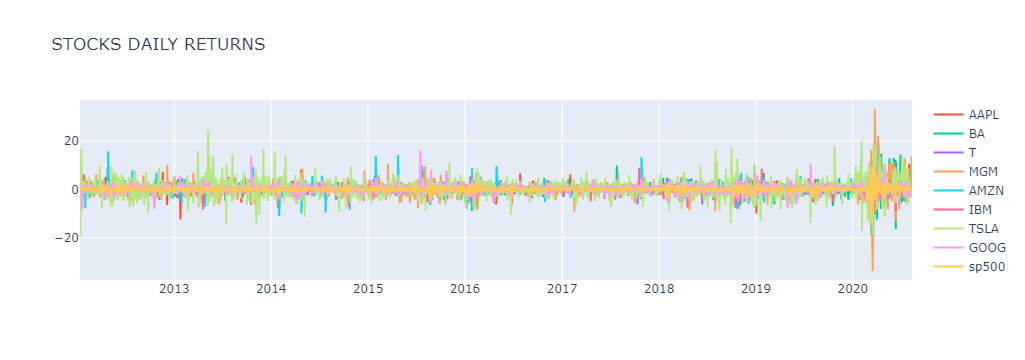 STOCKS DAILY RETURNS
20
0
−20
2013
2014
2015
2016
2017
2018
2019
2020
AAPL
BA
T
MGM
AMZN
IBM
TSLA
GOOG
sp500